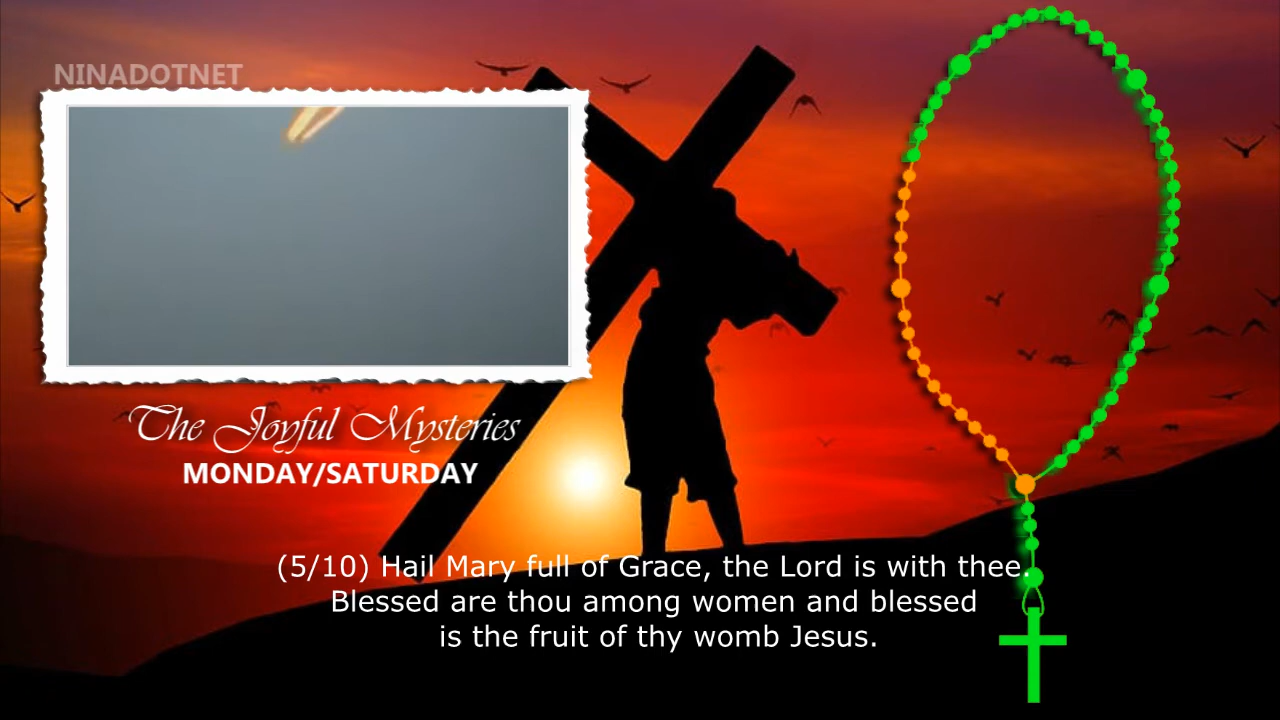 NINADOTNET
The Joyful Mysteries
MONDAY/SATURDAY
(5/10) Hail Mary full of Grace, the Lord is with thee.
Blessed are thou among women and blessed
is the fruit of thy womb Jesus.